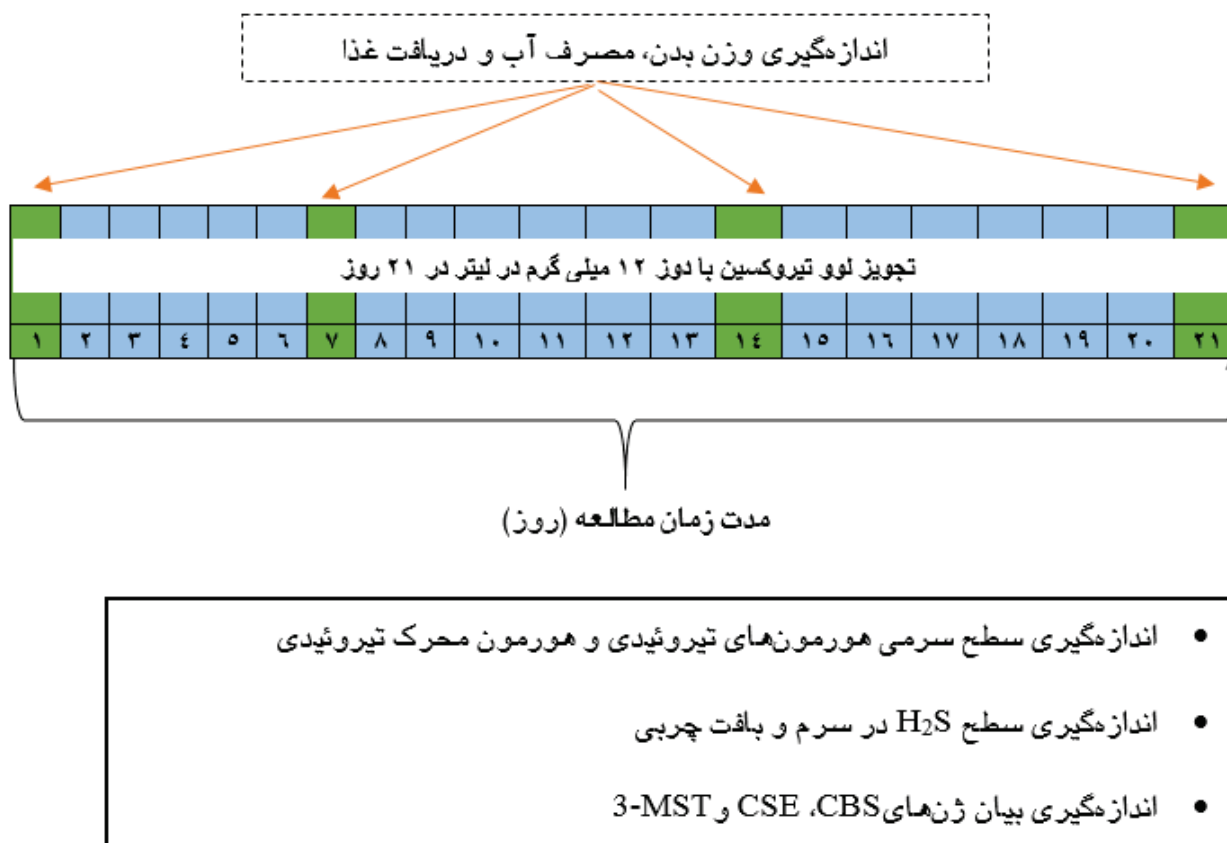 اندازه‌گیری وزن بدن، مصرف آب و دریافت غذا
تجویز لوو تیروکسین با دوز ۱۲ میلی گرم در لیتر در ۲۱ روز
۱ ۲ ۳ ٤ ٥ ٦ ۷ ۸ ۹ ۱۰ ۱۱ ۱۲ ۱۳ ۱٤ ۱٥ ۱٦ ۱۷ ۱۸ ۱۹ ۲۰ ۲۱
مدت زمان مطالعه (روز)
• اندازه‌گیری سطح سرمی هورمون‌های تیروئیدی و هورمون محرک تیروئیدی
• اندازه‌گیری سطح H₂S در سرم و بافت چربی
• اندازه‌گیری بیان ژن‌های CSE ،CBS و 3-MST